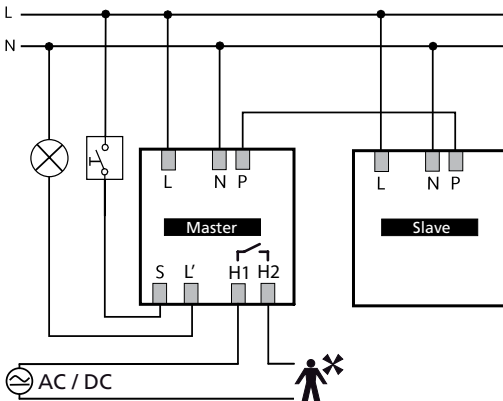 L
N
L N P
L N P
Master
Slave
S L' H1 H2
AC / DC